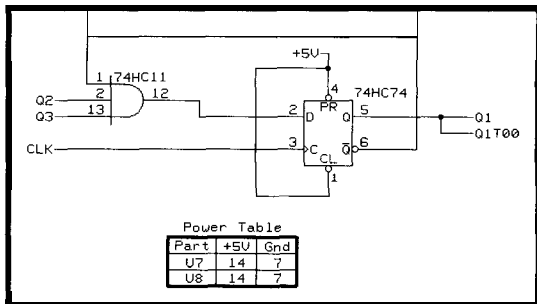 +5V
1 74HC11
4 74HC74
Q2 2 12
PR
Q3 13
2 D Q 5 Q1
Q1T00
CLK 3 C Q 6
CL
1
Power Table
Part +5V Gnd
U7 14 7
U8 14 7